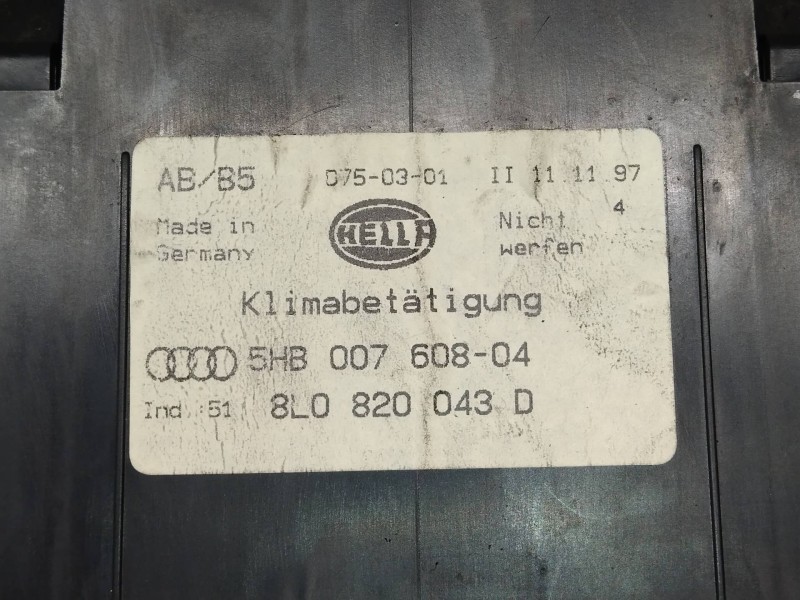 AB/B5 075-03-01 II 11 11 97
4
Made in Germany
HELLA
Nicht werfen
Klimabetätigung
5HB 007 608-04
Ind 51 8L0 820 043 D